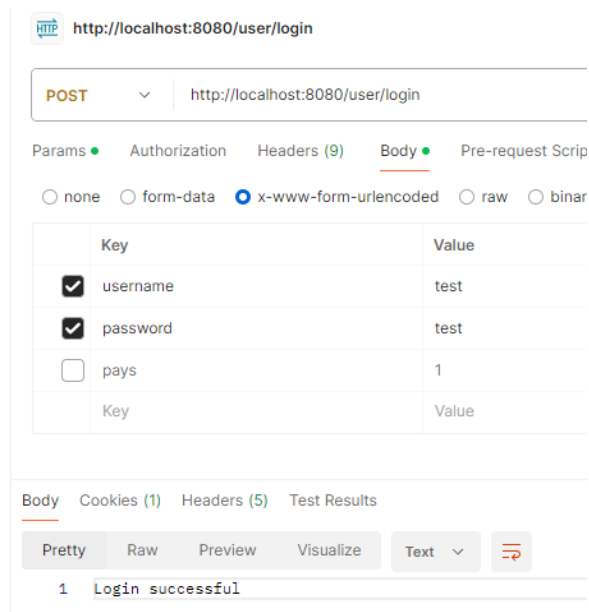 HTTP http://localhost:8080/user/login
POST http://localhost:8080/user/login
Params Authorization Headers (9) Body Pre-request Scrip
none form-data x-www-form-urlencoded raw binar
Key Value
username test
password test
pays 1
Key Value
Body Cookies (1) Headers (5) Test Results
Pretty Raw Preview Visualize Text
1 Login successful